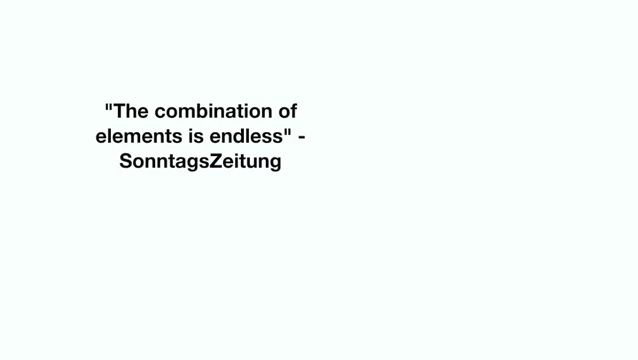 "The combination of
elements is endless" -
SonntagsZeitung